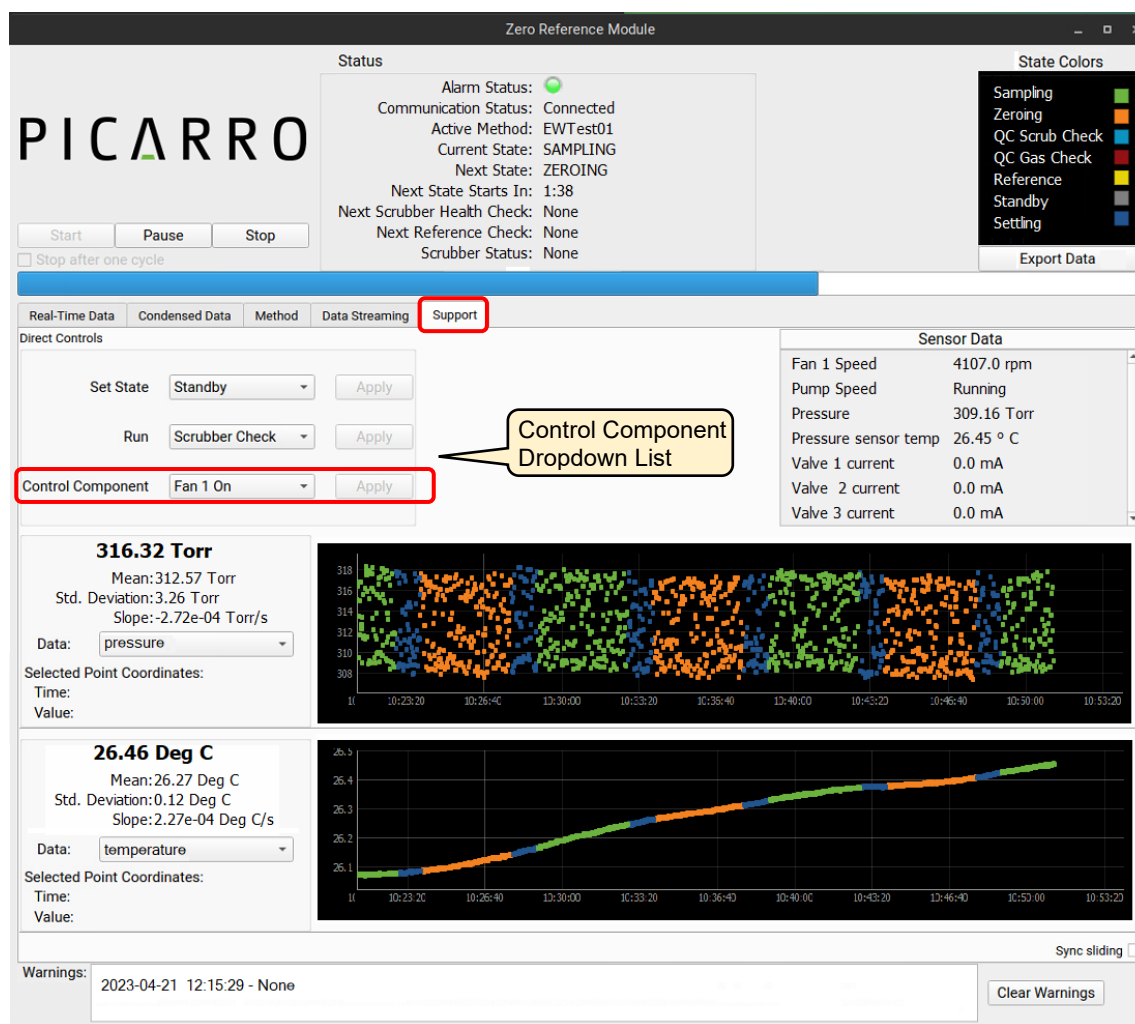 Zero Reference Module
Status
Alarm Status:
Communication Status: Connected
Active Method: EWTest01
Current State: SAMPLING
Next State: ZEROING
Next State Starts In: 1:38
Next Scrubber Health Check: None
Next Reference Check: None
Scrubber Status: None
PICARRO
Start Pause Stop
Stop after one cycle
State Colors
Sampling
Zeroing
QC Scrub Check
QC Gas Check
Reference
Standby
Settling
Export Data
Real-Time Data Condensed Data Method Data Streaming Support
Direct Controls
Set State Standby Apply
Run Scrubber Check Apply
Control Component Fan 1 On Apply
Control Component
Dropdown List
Sensor Data
Fan 1 Speed 4107.0 rpm
Pump Speed Running
Pressure 309.16 Torr
Pressure sensor temp 26.45 º C
Valve 1 current 0.0 mA
Valve 2 current 0.0 mA
Valve 3 current 0.0 mA
316.32 Torr
Mean:312.57 Torr
Std. Deviation:3.26 Torr
Slope:-2.72e-04 Torr/s
Data: pressure
Selected Point Coordinates:
Time:
Value:
318
316
314
312
310
308
10:23:20 10:26:40 10:30:00 10:33:20 10:36:40 10:40:00 10:43:20 10:46:40 10:50:00 10:53:20
26.46 Deg C
Mean:26.27 Deg C
Std. Deviation:0.12 Deg C
Slope:2.27e-04 Deg C/s
Data: temperature
Selected Point Coordinates:
Time:
Value:
26.5
26.4
26.3
26.2
26.1
10:23:20 10:26:40 10:30:00 10:33:20 10:36:40 10:40:00 10:43:20 10:46:40 10:50:00 10:53:20
Sync sliding
Warnings:
2023-04-21 12:15:29 - None
Clear Warnings